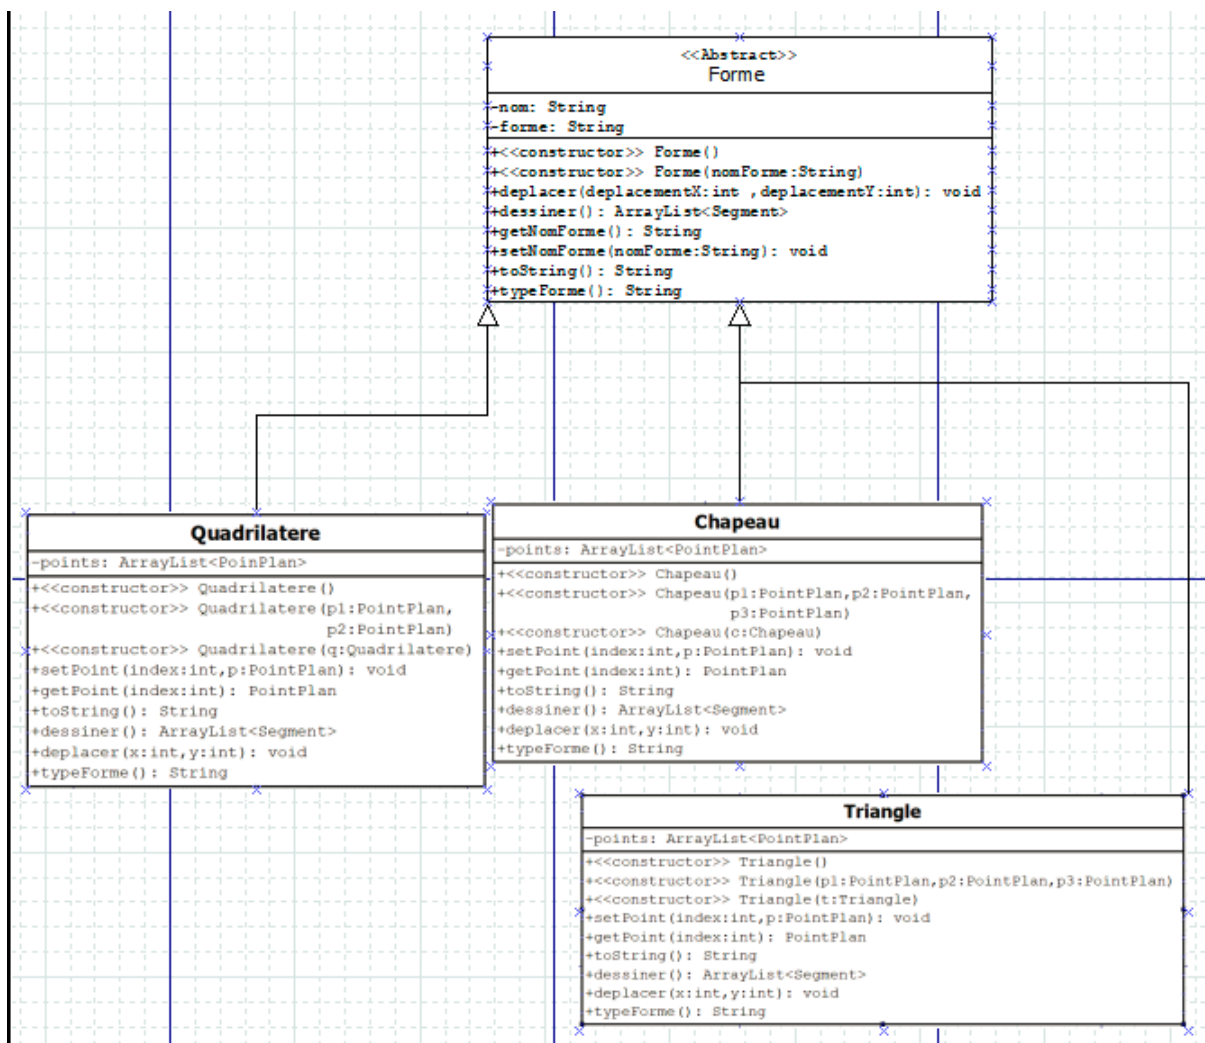 <<Abstract>>
Forme
-nom: String
-forme: String
+<<constructor>> Forme()
+<<constructor>> Forme(nomForme:String)
+deplacer(deplacementX:int ,deplacementY:int): void
+dessiner(): ArrayList<Segment>
+getNomForme(): String
+setNomForme(nomForme:String): void
+toString(): String
+typeForme(): String
Quadrilatere
-points: ArrayList<PoinPlan>
+<<constructor>> Quadrilatere()
+<<constructor>> Quadrilatere(p1:PointPlan,
p2:PointPlan)
+<<constructor>> Quadrilatere(q:Quadrilatere)
+setPoint(index:int,p:PointPlan): void
+getPoint(index:int): PointPlan
+toString(): String
+dessiner(): ArrayList<Segment>
+deplacer(x:int,y:int): void
+typeForme(): String
Chapeau
-points: ArrayList<PointPlan>
+<<constructor>> Chapeau()
+<<constructor>> Chapeau(p1:PointPlan,p2:PointPlan,
p3:PointPlan)
+<<constructor>> Chapeau(c:Chapeau)
+setPoint(index:int,p:PointPlan): void
+getPoint(index:int): PointPlan
+toString(): String
+dessiner(): ArrayList<Segment>
+deplacer(x:int,y:int): void
+typeForme(): String
Triangle
-points: ArrayList<PointPlan>
+<<constructor>> Triangle()
+<<constructor>> Triangle(p1:PointPlan,p2:PointPlan,p3:PointPlan)
+<<constructor>> Triangle(t:Triangle)
+setPoint(index:int,p:PointPlan): void
+getPoint(index:int): PointPlan
+toString(): String
+dessiner(): ArrayList<Segment>
+deplacer(x:int,y:int): void
+typeForme(): String